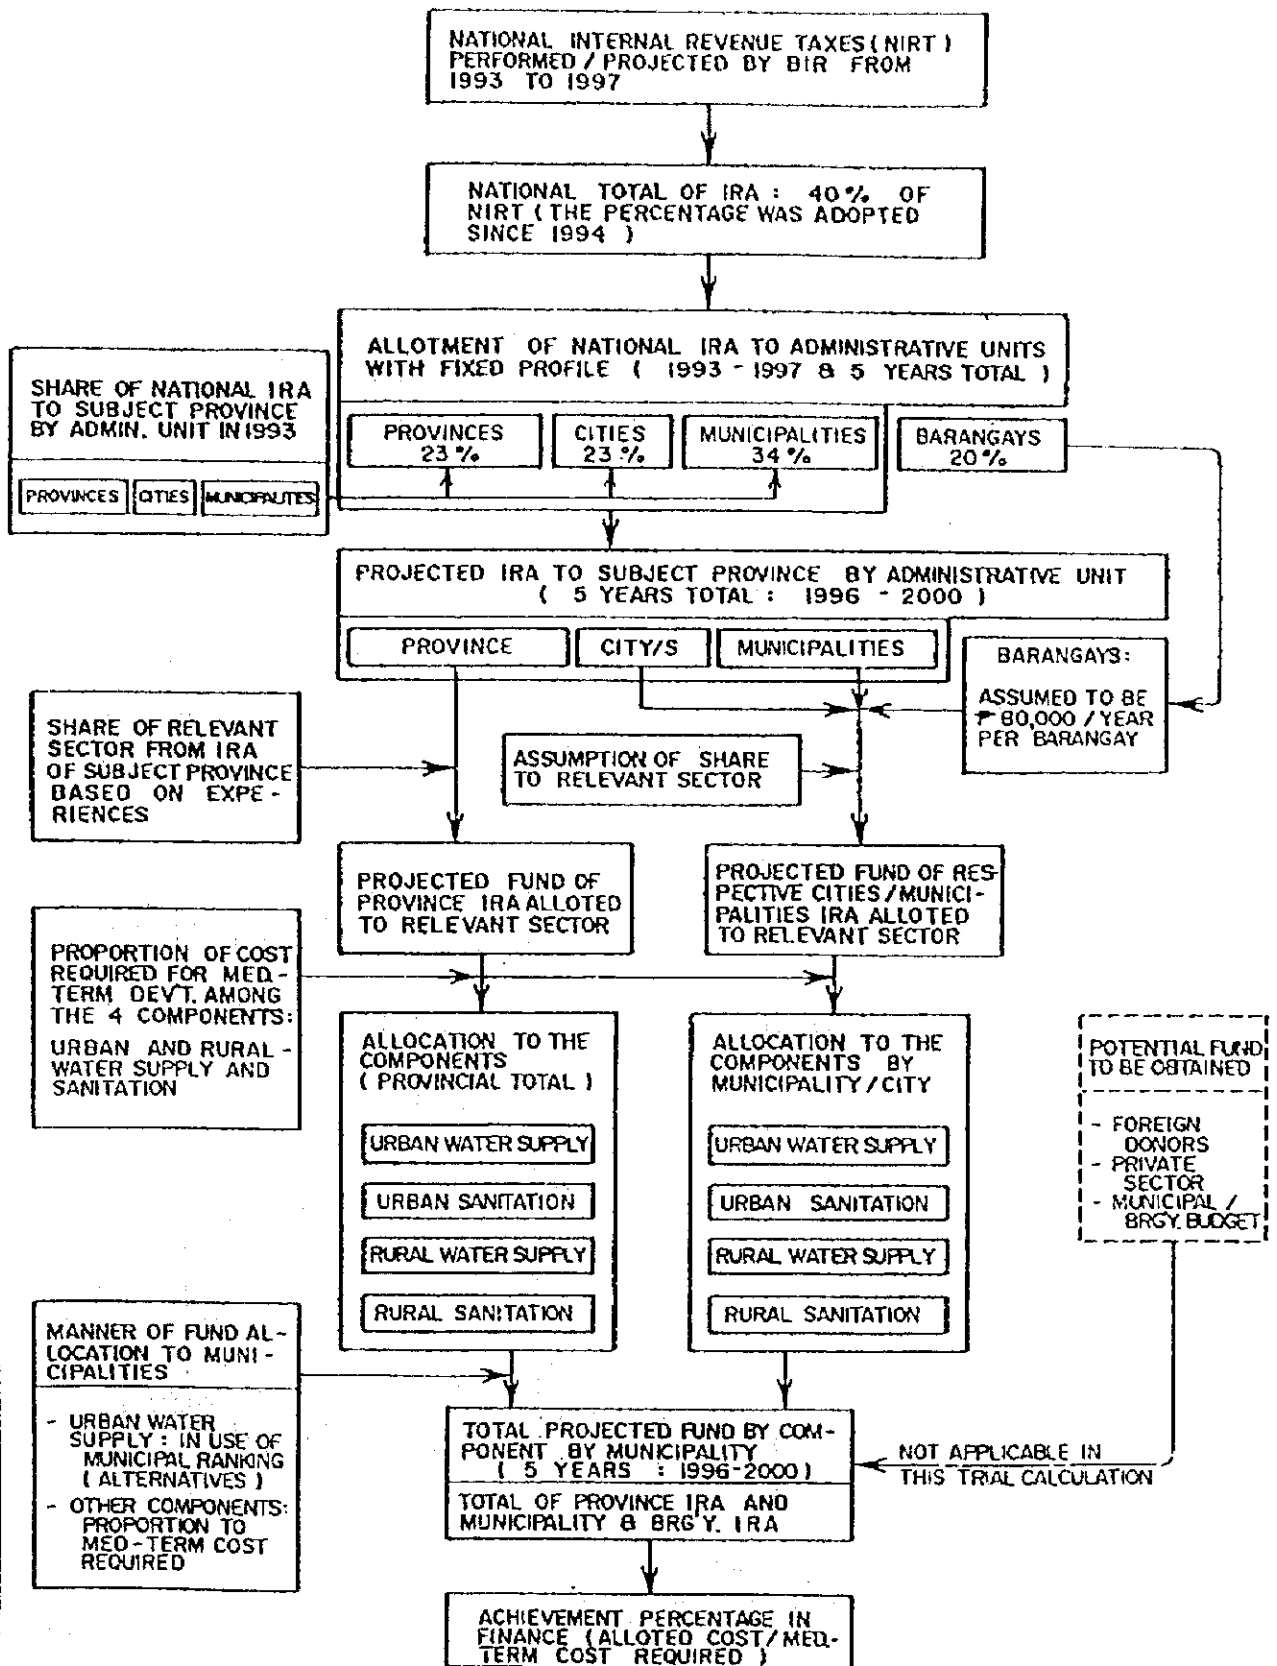 NATIONAL INTERNAL REVENUE TAXES (NIRT)
PERFORMED / PROJECTED BY BIR FROM
1993 TO 1997
NATIONAL TOTAL OF IRA : 40% OF
NIRT (THE PERCENTAGE WAS ADOPTED
SINCE 1994 )
ALLOTMENT OF NATIONAL IRA TO ADMINISTRATIVE UNITS
WITH FIXED PROFILE ( 1993 - 1997 & 5 YEARS TOTAL )
PROVINCES
23%
CITIES
23%
MUNICIPALITIES
34%
BARANGAYS
20%
SHARE OF NATIONAL IRA
TO SUBJECT PROVINCE
BY ADMIN. UNIT IN 1993
PROVINCES
CITIES
MUNICIPALITES
PROJECTED IRA TO SUBJECT PROVINCE BY ADMINISTRATIVE UNIT
( 5 YEARS TOTAL : 1996 - 2000 )
PROVINCE
CITY/S
MUNICIPALITIES
BARANGAYS:
ASSUMED TO BE
₱ 80,000 / YEAR
PER BARANGAY
SHARE OF RELEVANT
SECTOR FROM IRA
OF SUBJECT PROVINCE
BASED ON EXPE-
RIENCES
ASSUMPTION OF SHARE
TO RELEVANT SECTOR
PROJECTED FUND OF
PROVINCE IRA ALLOTED
TO RELEVANT SECTOR
PROJECTED FUND OF RES-
PECTIVE CITIES/MUNICI-
PALITIES IRA ALLOTED
TO RELEVANT SECTOR
PROPORTION OF COST
REQUIRED FOR MED.-
TERM DEV'T. AMONG
THE 4 COMPONENTS:
URBAN AND RURAL -
WATER SUPPLY AND
SANITATION
ALLOCATION TO THE
COMPONENTS
( PROVINCIAL TOTAL )
URBAN WATER SUPPLY
URBAN SANITATION
RURAL WATER SUPPLY
RURAL SANITATION
ALLOCATION TO THE
COMPONENTS BY
MUNICIPALITY/CITY
URBAN WATER SUPPLY
URBAN SANITATION
RURAL WATER SUPPLY
RURAL SANITATION
POTENTIAL FUND
TO BE OBTAINED
- FOREIGN
DONORS
- PRIVATE
SECTOR
- MUNICIPAL /
BRGY. BUDGET
MANNER OF FUND AL-
LOCATION TO MUNI-
CIPALITIES
- URBAN WATER
SUPPLY : IN USE OF
MUNICIPAL RANKING
( ALTERNATIVES )
- OTHER COMPONENTS:
PROPORTION TO
MED-TERM COST
REQUIRED
TOTAL PROJECTED FUND BY COM-
PONENT BY MUNICIPALITY
( 5 YEARS : 1996-2000)
TOTAL OF PROVINCE IRA AND
MUNICIPALITY & BRG'Y. IRA
NOT APPLICABLE IN
THIS TRIAL CALCULATION
ACHIEVEMENT PERCENTAGE IN
FINANCE (ALLOTED COST/MED.-
TERM COST REQUIRED )